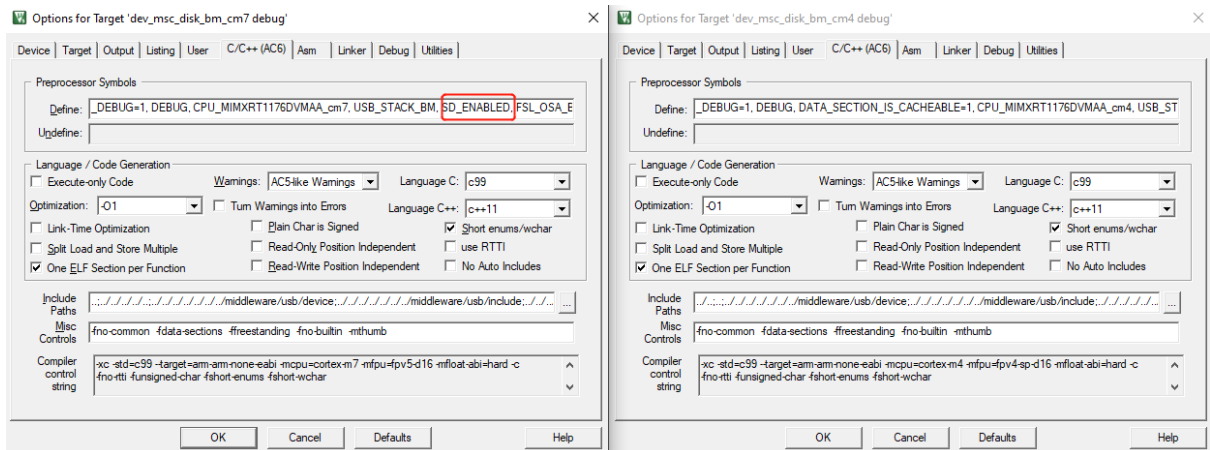 Options for Target 'dev_msc_disk_bm_cm7 debug'
Device Target Output Listing User C/C++ (AC6) Asm Linker Debug Utilities
Preprocessor Symbols
Define: _DEBUG=1, DEBUG, CPU_MIMXRT1176DVMAA_cm7, USB_STACK_BM, SD_ENABLED, FSL_OSA_E
Undefine:
Language / Code Generation
Execute-only Code Warnings: AC5-like Warnings Language C: c99
Optimization: -O1 Turn Warnings into Errors Language C++: c++11
Link-Time Optimization Plain Char is Signed Short enums/wchar
Split Load and Store Multiple Read-Only Position Independent use RTTI
One ELF Section per Function Read-Write Position Independent No Auto Includes
Include Paths ..;../../../../..;../../../../../../../middleware/usb/device;../../../../../../../middleware/usb/include;../../... ...
Misc Controls -fno-common -fdata-sections -ffreestanding -fno-builtin -mthumb
Compiler control string -xc -std=c99 --target=arm-arm-none-eabi -mcpu=cortex-m7 -mfpu=fpv5-d16 -mfloat-abi=hard -c
-fno-rtti -funsigned-char -fshort-enums -fshort-wchar
OK Cancel Defaults Help
Options for Target 'dev_msc_disk_bm_cm4 debug'
Device Target Output Listing User C/C++ (AC6) Asm Linker Debug Utilities
Preprocessor Symbols
Define: _DEBUG=1, DEBUG, DATA_SECTION_IS_CACHEABLE=1, CPU_MIMXRT1176DVMAA_cm4, USB_ST
Undefine:
Language / Code Generation
Execute-only Code Warnings: AC5-like Warnings Language C: c99
Optimization: -O1 Turn Warnings into Errors Language C++: c++11
Link-Time Optimization Plain Char is Signed Short enums/wchar
Split Load and Store Multiple Read-Only Position Independent use RTTI
One ELF Section per Function Read-Write Position Independent No Auto Includes
Include Paths ../..;..;../../../../../../../middleware/usb/device;../../../../../../../middleware/usb/include;../../../../../... ...
Misc Controls -fno-common -fdata-sections -ffreestanding -fno-builtin -mthumb
Compiler control string -xc -std=c99 --target=arm-arm-none-eabi -mcpu=cortex-m4 -mfpu=fpv4-sp-d16 -mfloat-abi=hard -c
-fno-rtti -funsigned-char -fshort-enums -fshort-wchar
OK Cancel Defaults Help